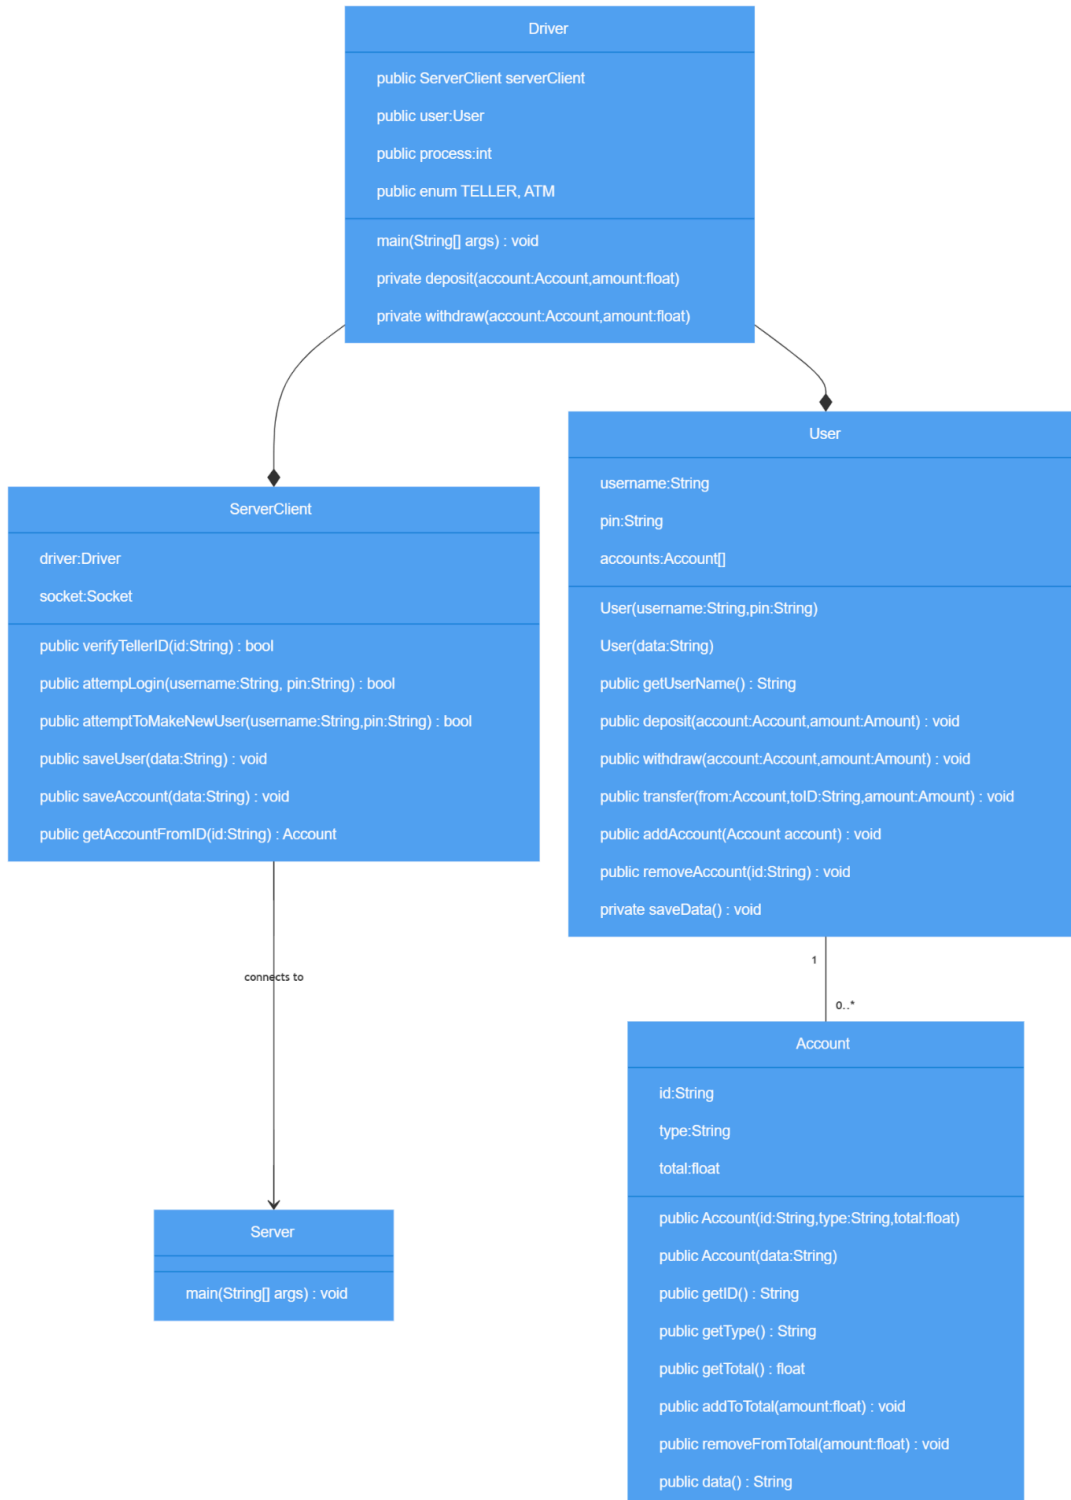 Driver
public ServerClient serverClient
public user:User
public process:int
public enum TELLER, ATM
main(String[] args) : void
private deposit(account:Account,amount:float)
private withdraw(account:Account,amount:float)
ServerClient
driver:Driver
socket:Socket
public verifyTellerID(id:String) : bool
public attempLogin(username:String, pin:String) : bool
public attemptToMakeNewUser(username:String,pin:String) : bool
public saveUser(data:String) : void
public saveAccount(data:String) : void
public getAccountFromID(id:String) : Account
User
username:String
pin:String
accounts:Account[]
User(username:String,pin:String)
User(data:String)
public getUserName() : String
public deposit(account:Account,amount:Amount) : void
public withdraw(account:Account,amount:Amount) : void
public transfer(from:Account,toID:String,amount:Amount) : void
public addAccount(Account account) : void
public removeAccount(id:String) : void
private saveData() : void
connects to
1
0..*
Server
main(String[] args) : void
Account
id:String
type:String
total:float
public Account(id:String,type:String,total:float)
public Account(data:String)
public getID() : String
public getType() : String
public getTotal() : float
public addToTotal(amount:float) : void
public removeFromTotal(amount:float) : void
public data() : String